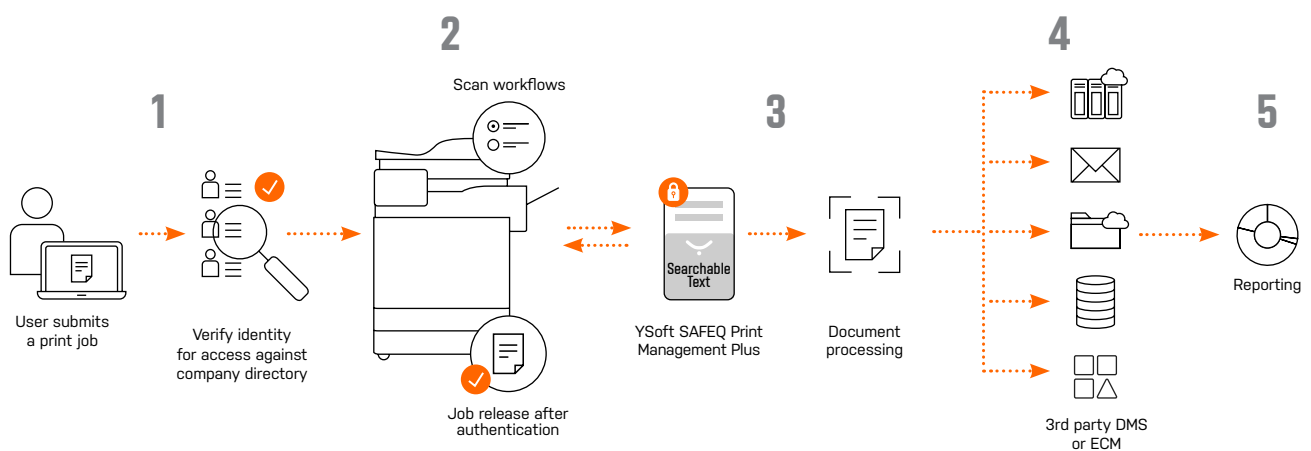 1
User submits
a print job
Verify identity
for access against
company directory
2
Scan workflows
Job release after
authentication
3
Searchable
Text
YSoft SAFEQ Print
Management Plus
Document
processing
4
3rd party DMS
or ECM
5
Reporting